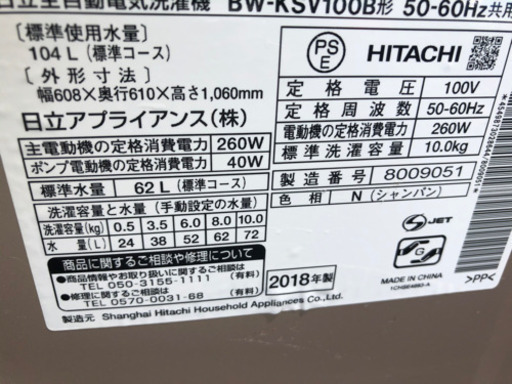 日立全自動電気洗濯機 BW-KSV100B形 50-60Hz共用
[標準使用水量]
104L(標準コース)
[外形寸法]
幅608×奥行610×高さ1,060mm
日立アプライアンス(株)
主電動機の定格消費電力 260W
ポンプ電動機の定格消費電力 40W
標準水量 62L(標準コース)
洗濯容量と水量(手動設定の水量)
洗濯容量(kg) 0.5 3.5 6.0 8.0 10.0
水量(L) 24 38 52 62 72
商品に関するご相談や修理について
商品情報やお取り扱いに関するご相談は
TEL 050-3155-1111
修理に関するご相談は
TEL 0570-0031-68 (有料)
2018年製
製造元 Shanghai Hitachi Household Appliances Co., Ltd.
PS
E
HITACHI
定格電圧 100V
定格周波数 50-60Hz
電動機の定格消費電力 260W
標準洗濯容量 10.0kg
製造番号 8009051
色相 N(シャンパン)
S JET
MADE IN CHINA
>PP<